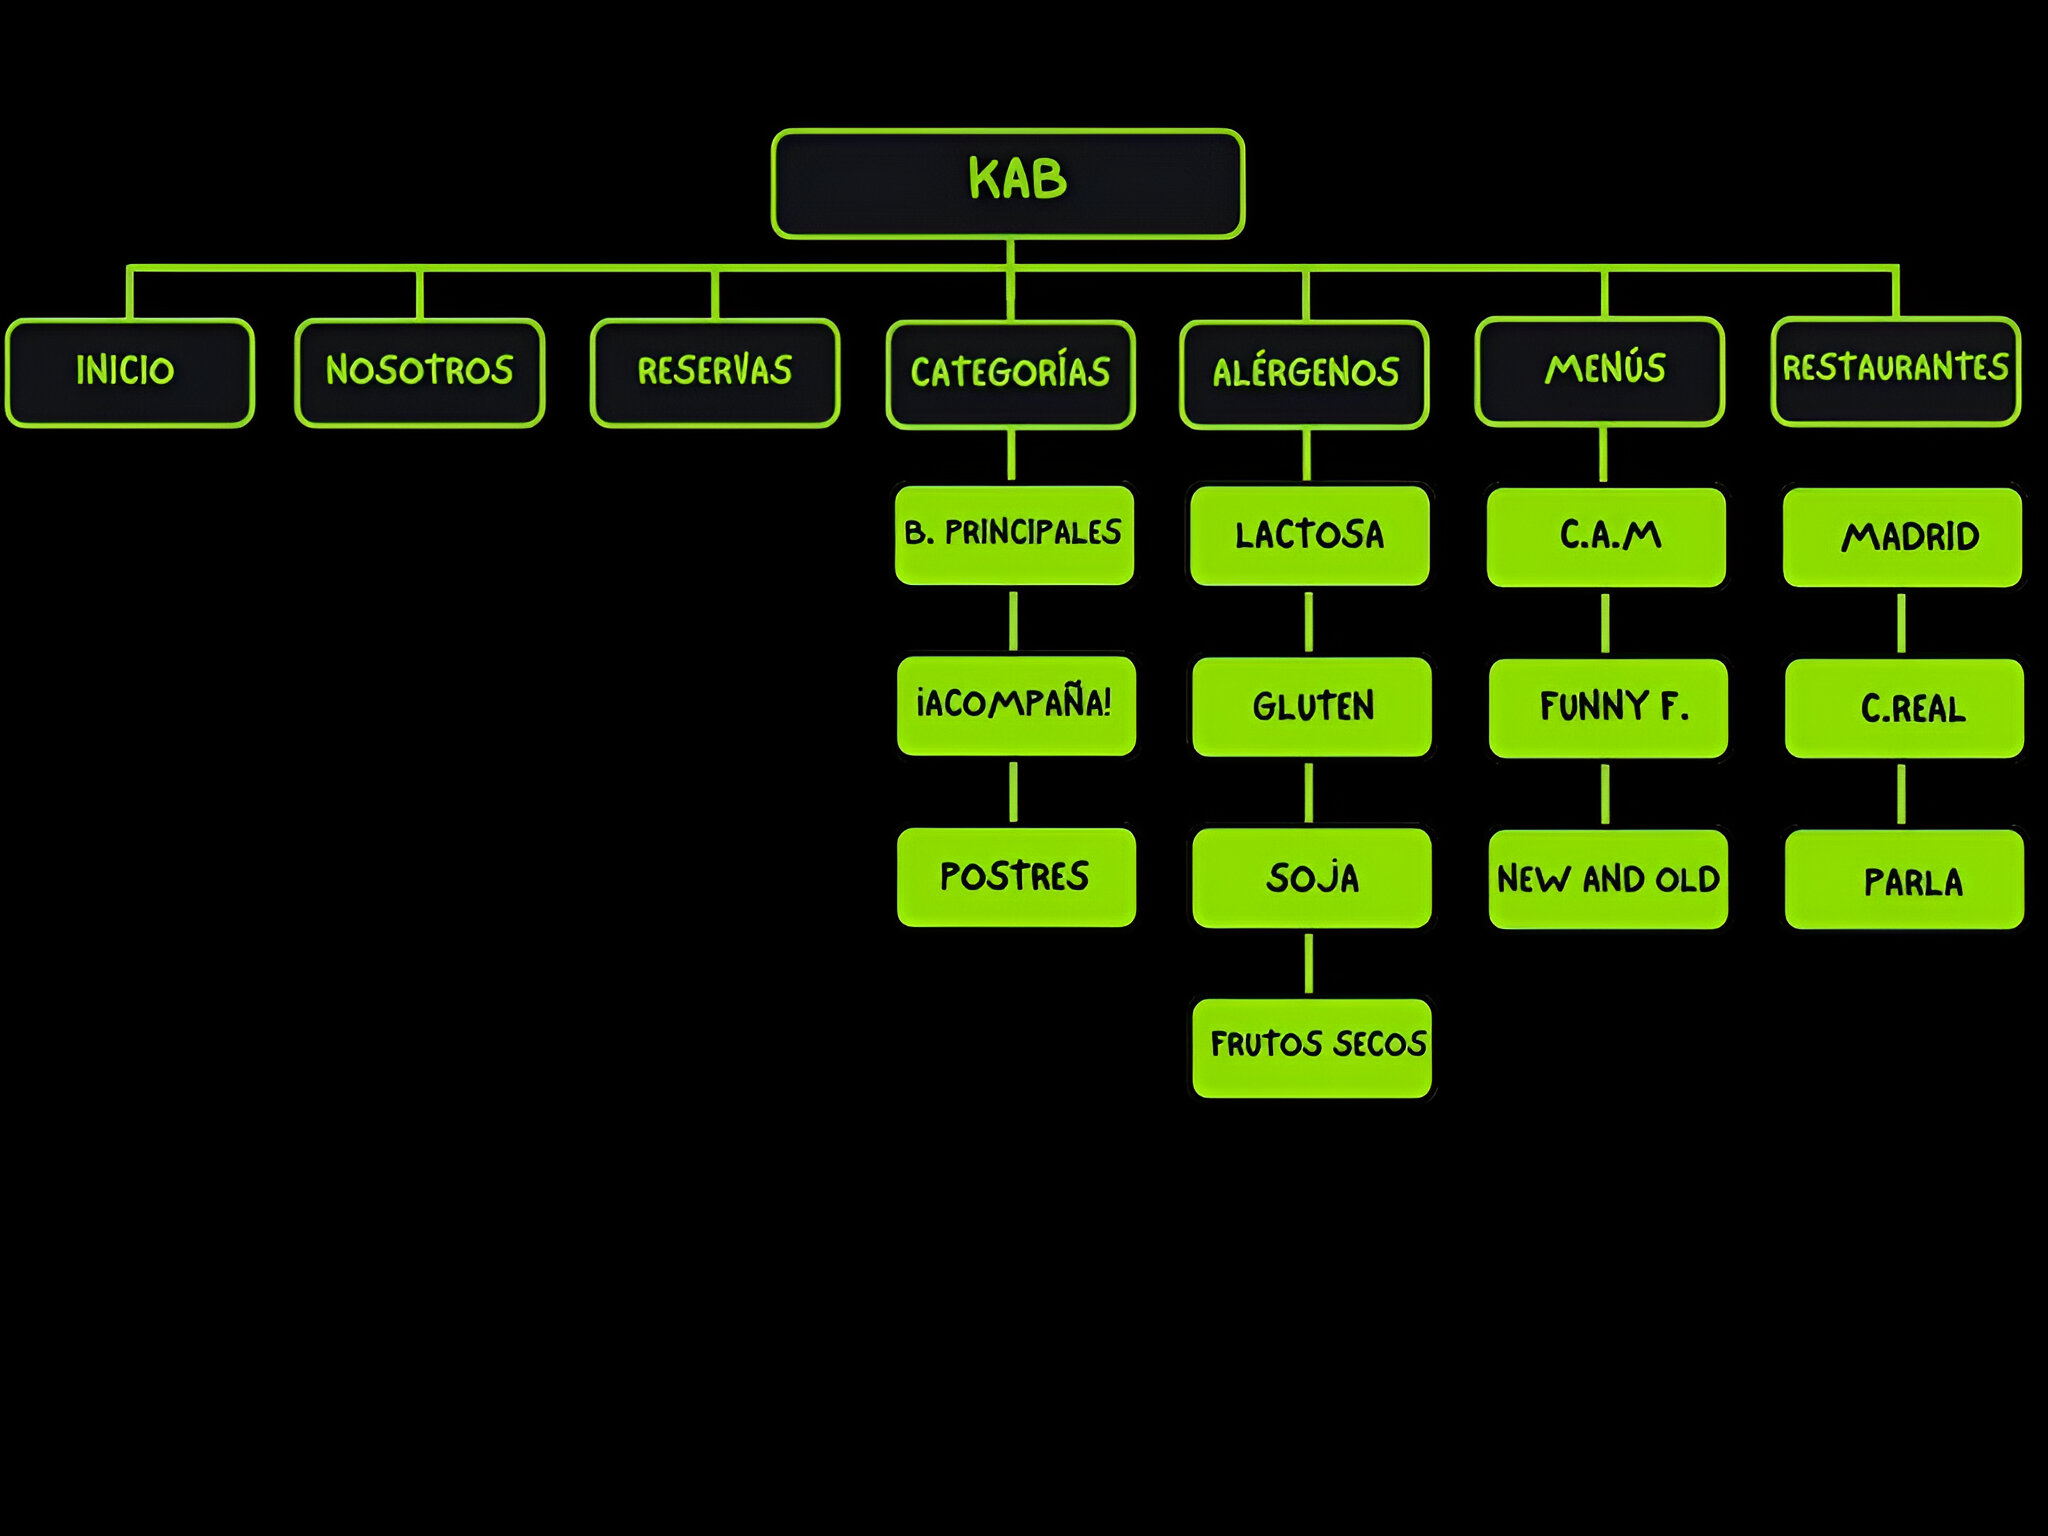 KAB
INICIO
NOSOTROS
RESERVAS
CATEGORÍAS
ALÉRGENOS
MENÚS
RESTAURANTES
B. PRINCIPALES
¡ACOMPAÑA!
POSTRES
LACTOSA
GLUTEN
SOJA
FRUTOS SECOS
C.A.M
FUNNY F.
NEW AND OLD
MADRID
C.REAL
PARLA